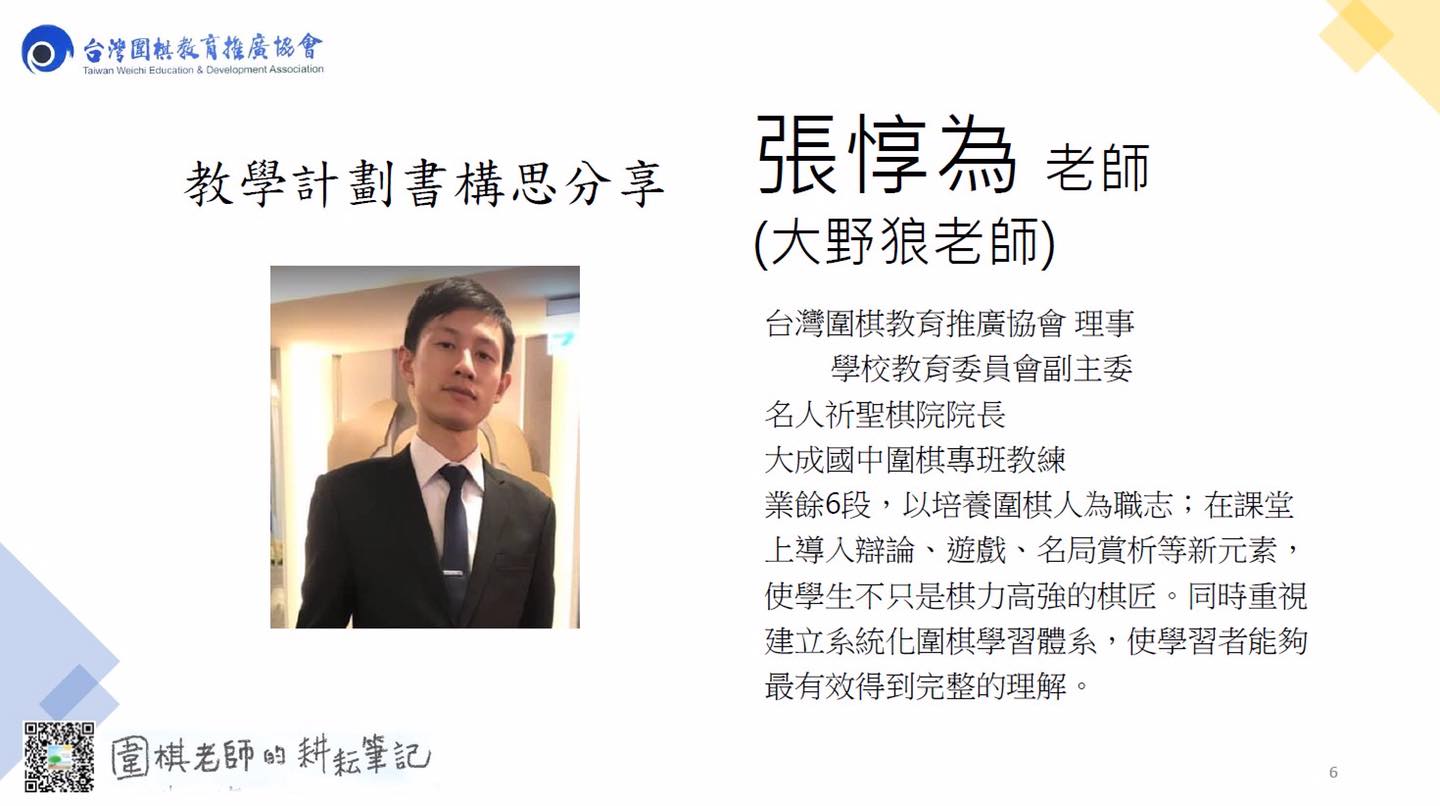 台灣圍棋教育推廣協會
Taiwan Weichi Education & Development Association
教學計劃書構思分享
張惇為 老師
(大野狼老師)
台灣圍棋教育推廣協會 理事
學校教育委員會副主委
名人祈聖棋院院長
大成國中圍棋專班教練
業餘6段，以培養圍棋人為職志；在課堂
上導入辯論、遊戲、名局賞析等新元素，
使學生不只是棋力高強的棋匠。同時重視
建立系統化圍棋學習體系，使學習者能夠
最有效得到完整的理解。
圍棋老師的耕耘筆記
6